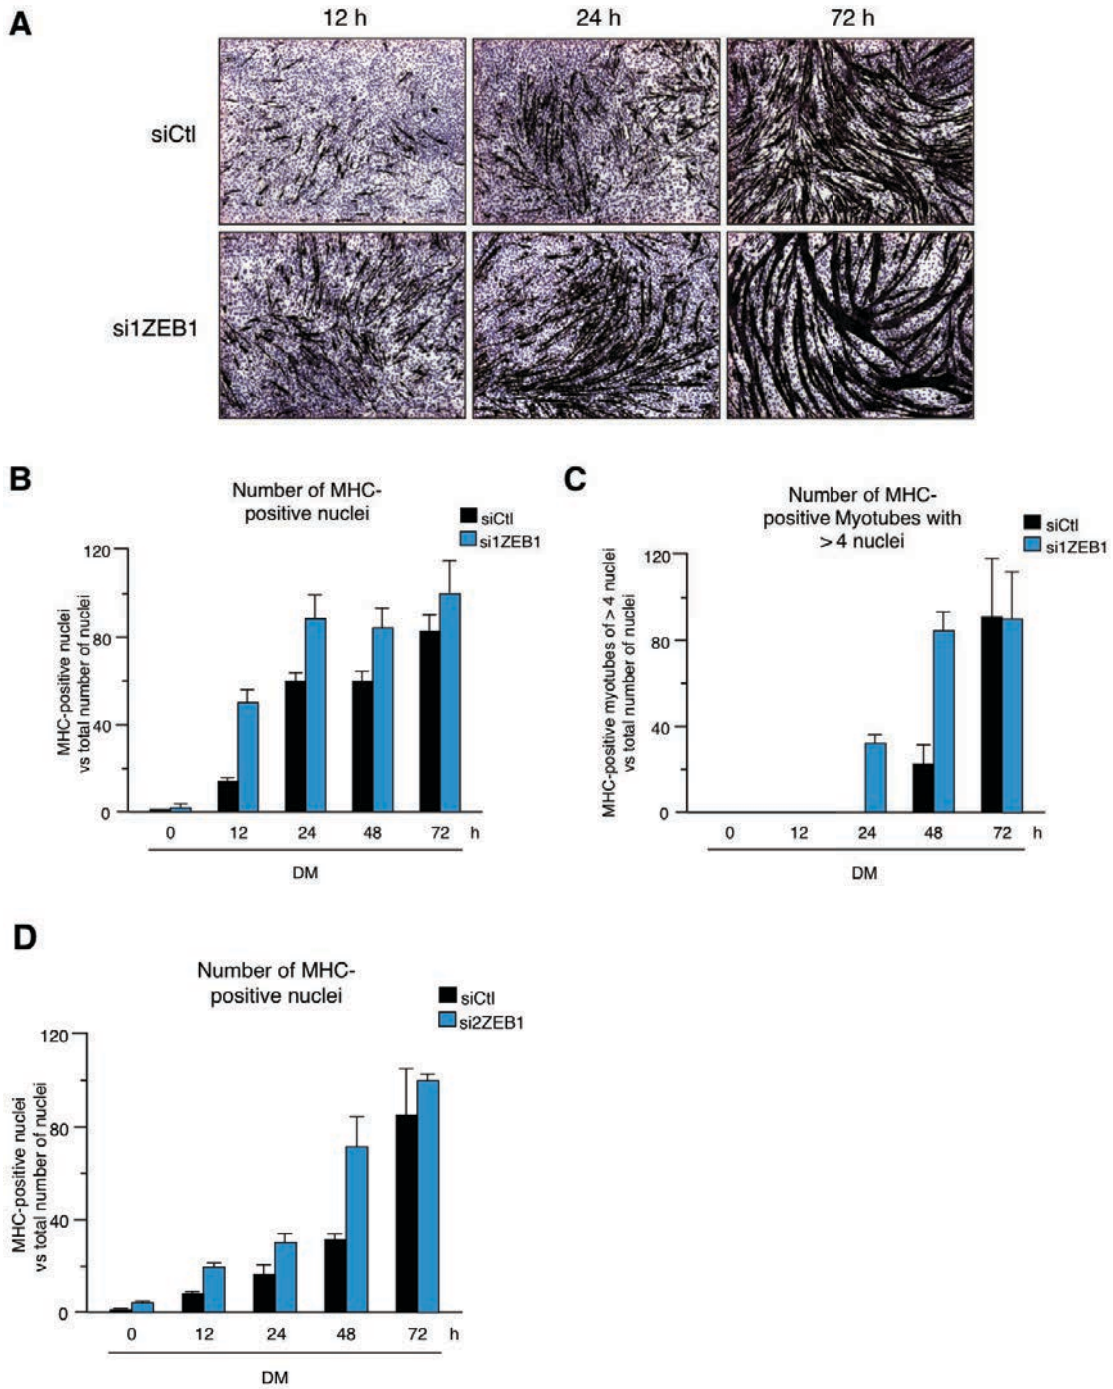 A
12 h
24 h
72 h
siCtl
si1ZEB1
B
Number of MHC-
positive nuclei
siCtl
si1ZEB1
MHC-positive nuclei
vs total number of nuclei
120
80
40
0
0
12
24
48
72
h
DM
C
Number of MHC-
positive Myotubes with
> 4 nuclei
siCtl
si1ZEB1
MHC-positive myotubes of > 4 nuclei
vs total number of nuclei
120
80
40
0
0
12
24
48
72
h
DM
D
Number of MHC-
positive nuclei
siCtl
si2ZEB1
MHC-positive nuclei
vs total number of nuclei
120
80
40
0
0
12
24
48
72
h
DM